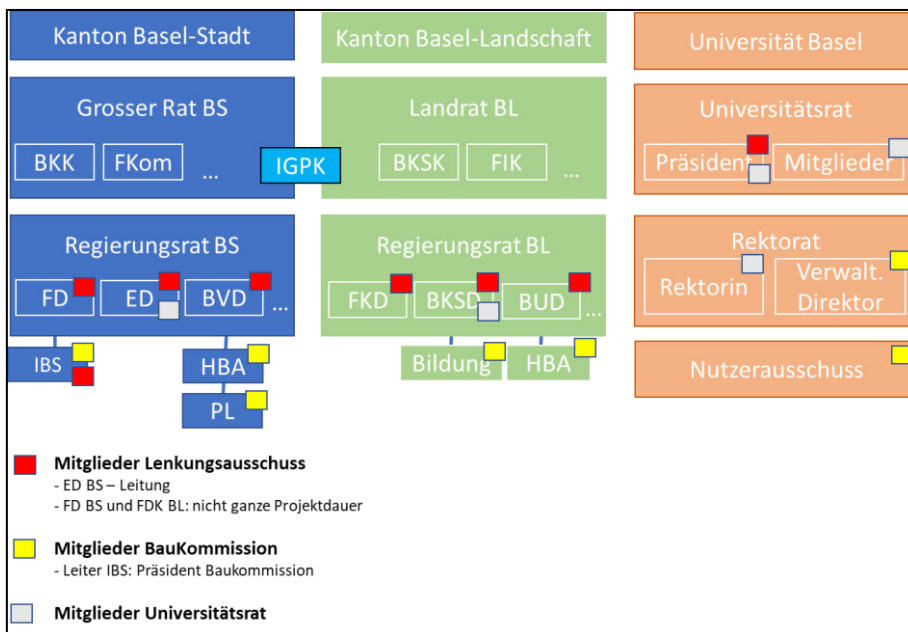 Kanton Basel-Stadt
Kanton Basel-Landschaft
Universität Basel
Grosser Rat BS
BKK
FKom
...
IGPK
Landrat BL
BKSK
FIK
...
Universitätsrat
Präsident
Mitglieder
Regierungsrat BS
FD
ED
BVD
...
IBS
HBA
PL
Regierungsrat BL
FKD
BKSD
BUD
...
Bildung
HBA
Rektorat
Rektorin
Verwalt.
Direktor
Nutzerausschuss
Mitglieder Lenkungsausschuss
- ED BS – Leitung
- FD BS und FDK BL: nicht ganze Projektdauer
Mitglieder BauKommission
- Leiter IBS: Präsident Baukommission
Mitglieder Universitätsrat